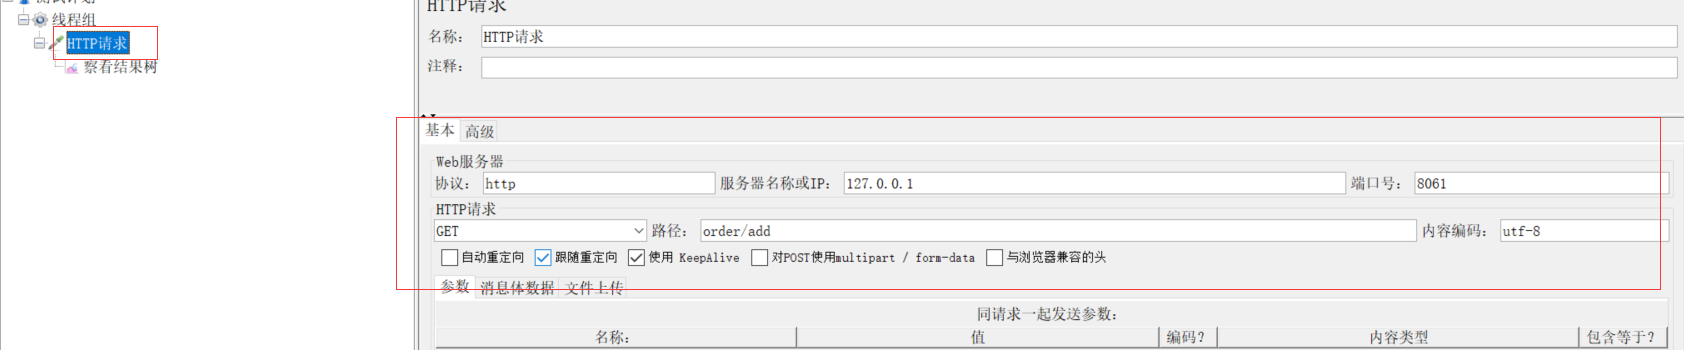 测试计划
线程组
HTTP请求
察看结果树
HTTP请求
名称： HTTP请求
注释：
基本 高级
Web服务器
协议： http 服务器名称或IP： 127.0.0.1 端口号： 8061
HTTP请求
GET 路径： order/add 内容编码： utf-8
自动重定向 跟随重定向 使用 KeepAlive 对POST使用multipart / form-data 与浏览器兼容的头
参数 消息体数据 文件上传
同请求一起发送参数：
名称： 值 编码？ 内容类型 包含等于？